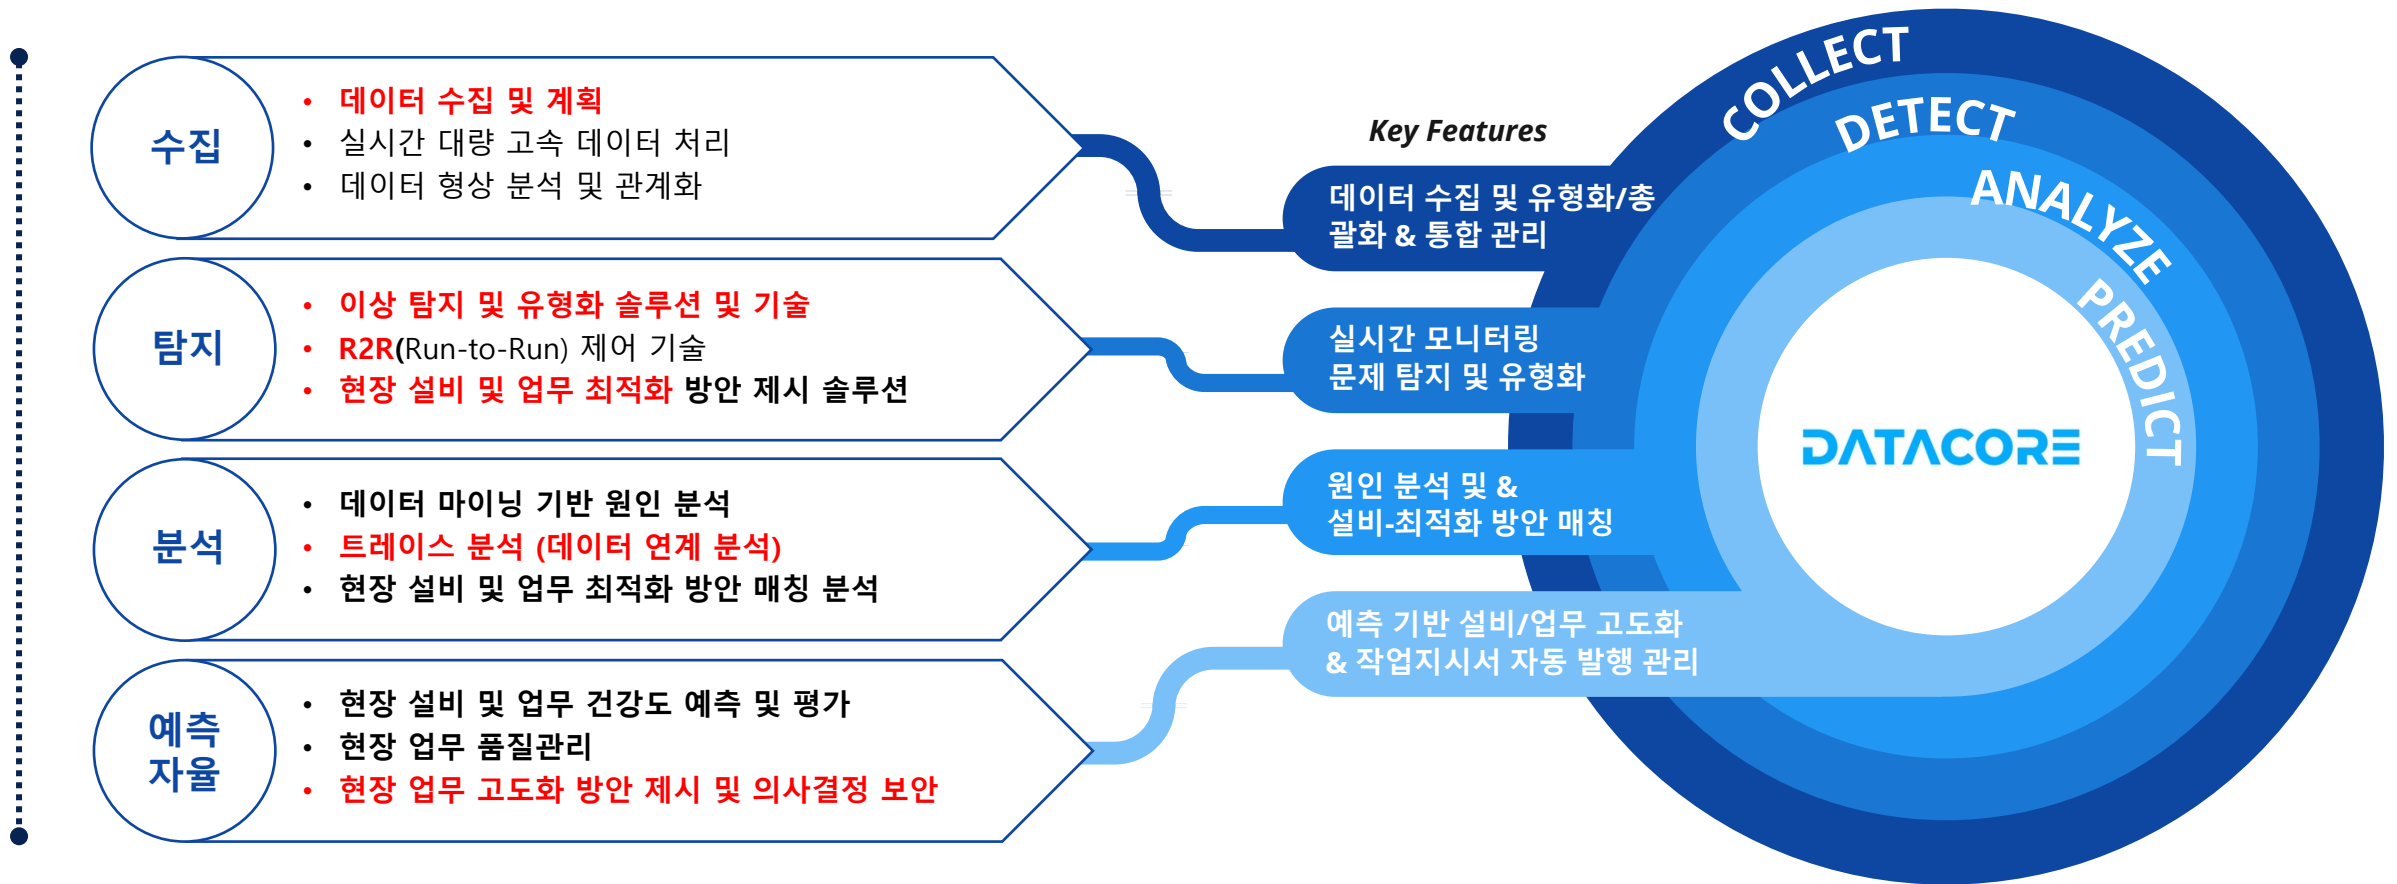 수집
• 데이터 수집 및 계획
• 실시간 대량 고속 데이터 처리
• 데이터 형상 분석 및 관계화
탐지
• 이상 탐지 및 유형화 솔루션 및 기술
• R2R(Run-to-Run) 제어 기술
• 현장 설비 및 업무 최적화 방안 제시 솔루션
분석
• 데이터 마이닝 기반 원인 분석
• 트레이스 분석 (데이터 연계 분석)
• 현장 설비 및 업무 최적화 방안 매칭 분석
예측
자율
• 현장 설비 및 업무 건강도 예측 및 평가
• 현장 업무 품질관리
• 현장 업무 고도화 방안 제시 및 의사결정 보안
Key Features
데이터 수집 및 유형화/총
괄화 & 통합 관리
실시간 모니터링
문제 탐지 및 유형화
원인 분석 및 &
설비-최적화 방안 매칭
예측 기반 설비/업무 고도화
& 작업지시서 자동 발행 관리
COLLECT
DETECT
ANALYZE
PREDICT
DATACORE